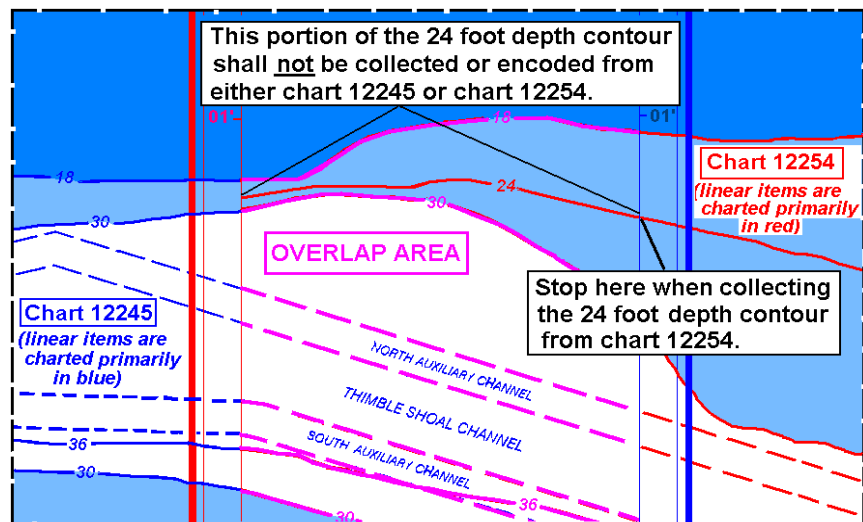 This portion of the 24 foot depth contour
shall not be collected or encoded from
either chart 12245 or chart 12254.
01'
01'
18
18
Chart 12254
(linear items are
charted primarily
in red)
24
30
30
OVERLAP AREA
Stop here when collecting
the 24 foot depth contour
from chart 12254.
Chart 12245
(linear items are
charted primarily
in blue)
NORTH AUXILIARY CHANNEL
THIMBLE SHOAL CHANNEL
SOUTH AUXILIARY CHANNEL
36
30
36
30